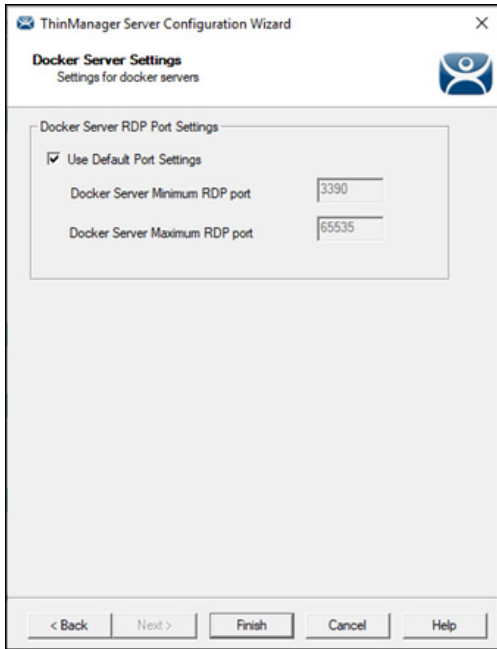 ThinManager Server Configuration Wizard
Docker Server Settings
Settings for docker servers
Docker Server RDP Port Settings
Use Default Port Settings
Docker Server Minimum RDP port 3390
Docker Server Maximum RDP port 65535
< Back Next > Finish Cancel Help